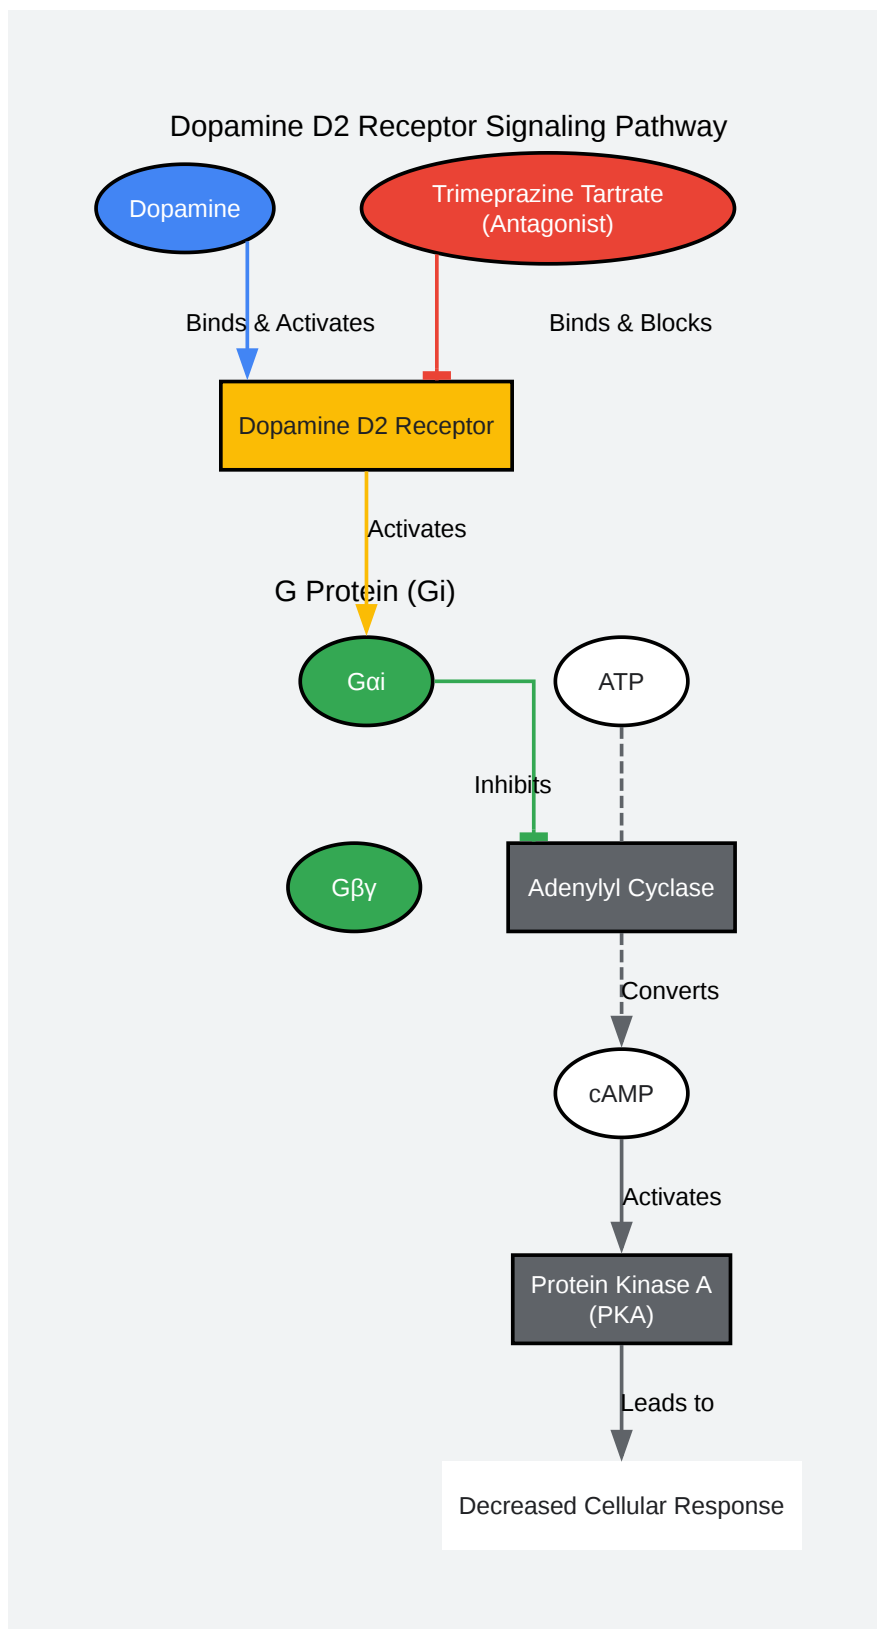 Dopamine D2 Receptor Signaling Pathway
Dopamine
Trimeprazine Tartrate
(Antagonist)
Binds & Activates
Binds & Blocks
Dopamine D2 Receptor
Activates
G Protein (Gi)
Gαi
ATP
Inhibits
Gβγ
Adenylyl Cyclase
Converts
cAMP
Activates
Protein Kinase A
(PKA)
Leads to
Decreased Cellular Response